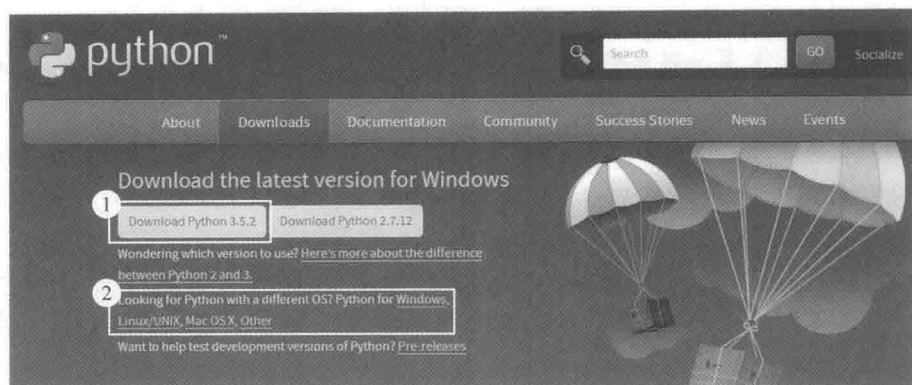 python™
Search
GO
Socialize
About
Downloads
Documentation
Community
Success Stories
News
Events
Download the latest version for Windows
1
Download Python 3.5.2
Download Python 2.7.12
Wondering which version to use? Here's more about the difference
between Python 2 and 3.
2
Looking for Python with a different OS? Python for Windows,
Linux/UNIX, Mac OS X, Other
Want to help test development versions of Python? Pre-releases